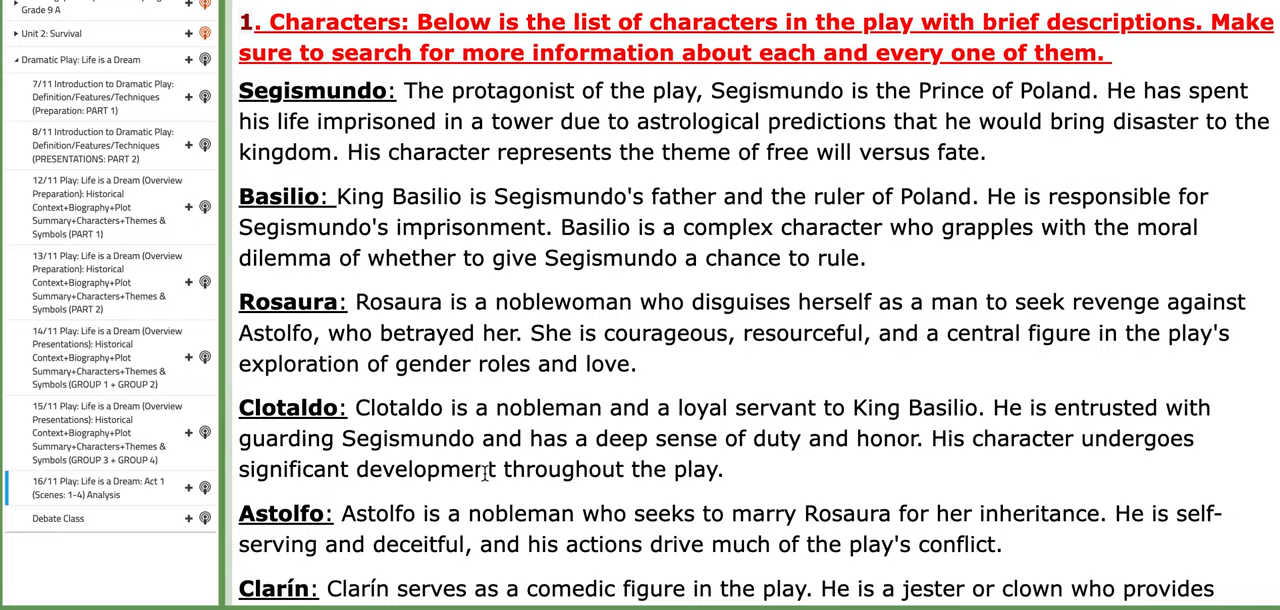 Grade 9 A
Unit 2: Survival
Dramatic Play: Life is a Dream
7/11 Introduction to Dramatic Play:
Definition/Features/Techniques
(Preparation: PART 1)
8/11 Introduction to Dramatic Play:
Definition/Features/Techniques
(PRESENTATIONS: PART 2)
12/11 Play: Life is a Dream (Overview
Preparation): Historical
Context+Biography+Plot
Summary+Characters+Themes &
Symbols (PART 1)
13/11 Play: Life is a Dream (Overview
Preparation): Historical
Context+Biography+Plot
Summary+Characters+Themes &
Symbols (PART 2)
14/11 Play: Life is a Dream (Overview
Presentations): Historical
Context+Biography+Plot
Summary+Characters+Themes &
Symbols (GROUP 1 + GROUP 2)
15/11 Play: Life is a Dream (Overview
Presentations): Historical
Context+Biography+Plot
Summary+Characters+Themes &
Symbols (GROUP 3 + GROUP 4)
16/11 Play: Life is a Dream: Act 1
(Scenes: 1-4) Analysis
Debate Class
1. Characters: Below is the list of characters in the play with brief descriptions. Make
sure to search for more information about each and every one of them.
Segismundo: The protagonist of the play, Segismundo is the Prince of Poland. He has spent
his life imprisoned in a tower due to astrological predictions that he would bring disaster to the
kingdom. His character represents the theme of free will versus fate.
Basilio: King Basilio is Segismundo's father and the ruler of Poland. He is responsible for
Segismundo's imprisonment. Basilio is a complex character who grapples with the moral
dilemma of whether to give Segismundo a chance to rule.
Rosaura: Rosaura is a noblewoman who disguises herself as a man to seek revenge against
Astolfo, who betrayed her. She is courageous, resourceful, and a central figure in the play's
exploration of gender roles and love.
Clotaldo: Clotaldo is a nobleman and a loyal servant to King Basilio. He is entrusted with
guarding Segismundo and has a deep sense of duty and honor. His character undergoes
significant development throughout the play.
Astolfo: Astolfo is a nobleman who seeks to marry Rosaura for her inheritance. He is self-
serving and deceitful, and his actions drive much of the play's conflict.
Clarín: Clarín serves as a comedic figure in the play. He is a jester or clown who provides